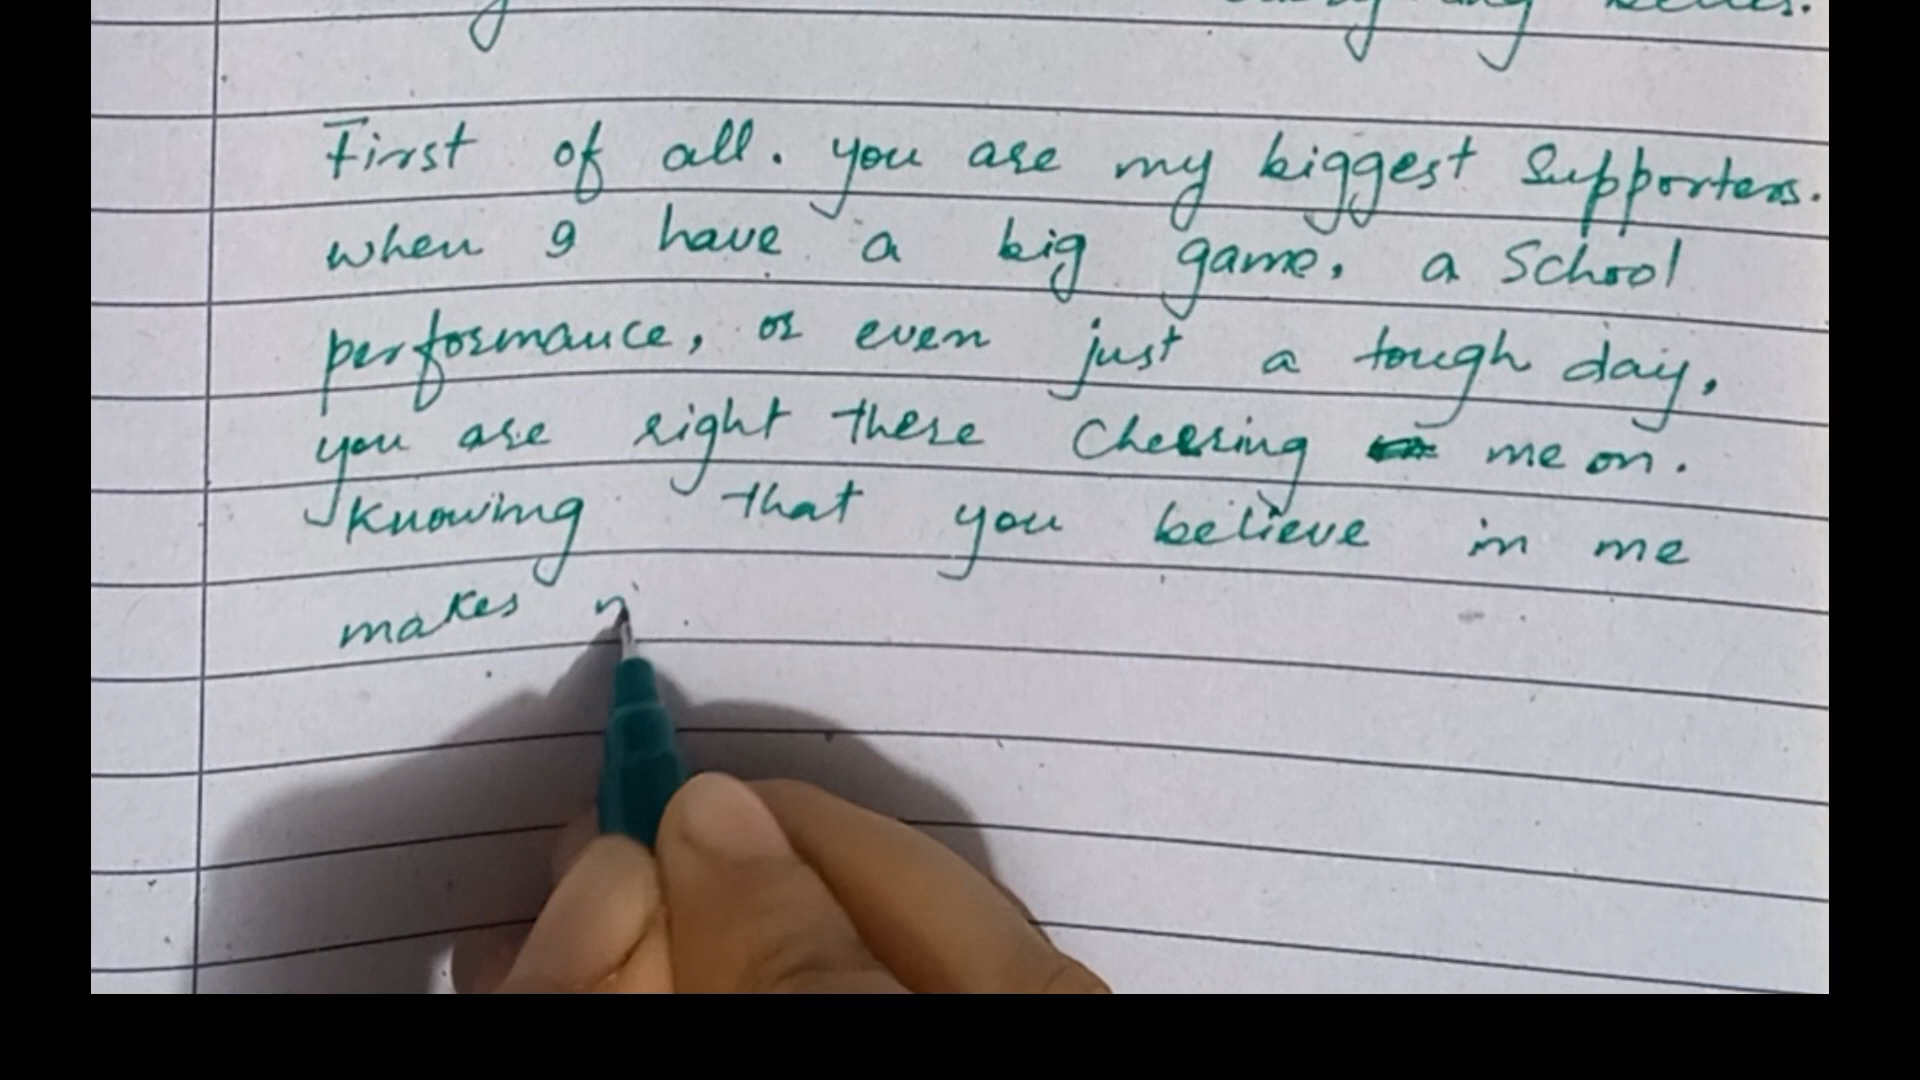 First of all. you are my biggest Supporters.
when I have a big game, a School
performance, or even just a tough day,
you are right there Cheering me on.
Knowing that you believe in me
makes